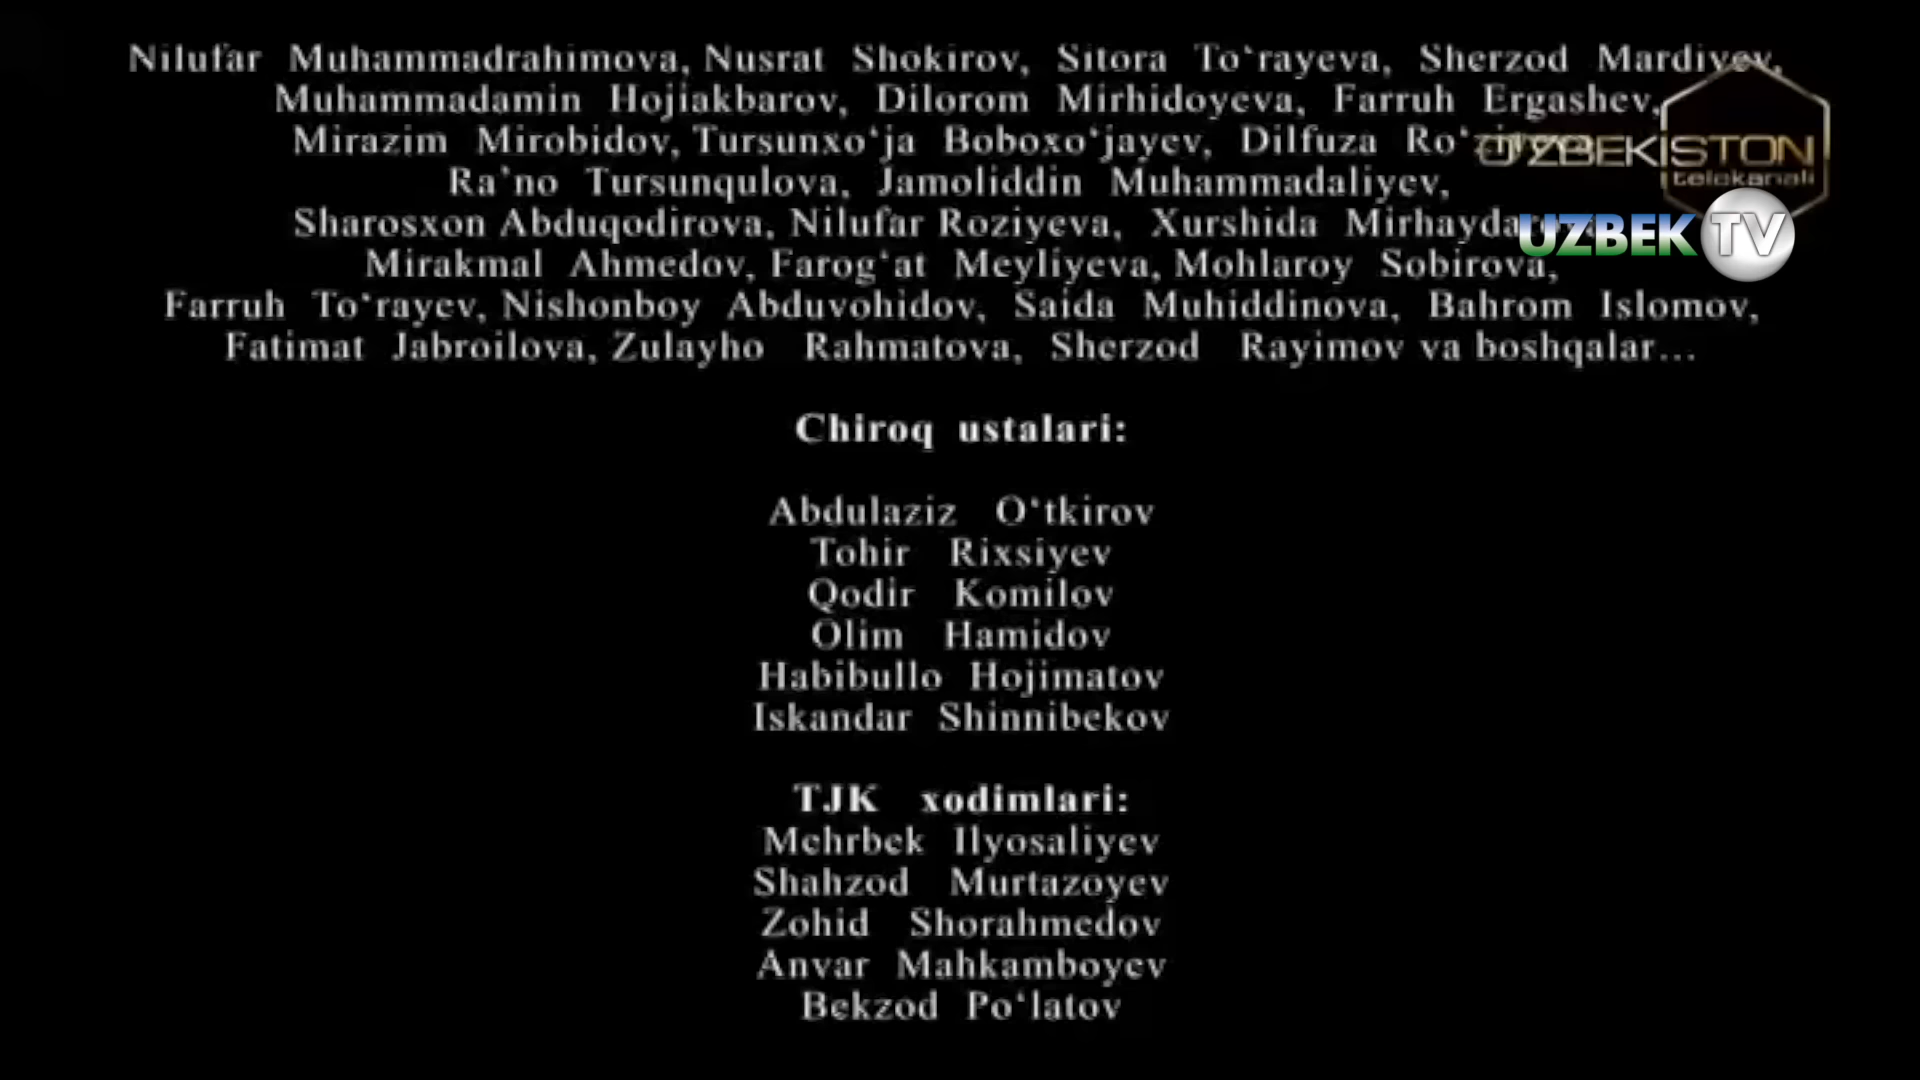 Nilufar Muhammadrahimova, Nusrat Shokirov, Sitora To‘rayeva, Sherzod Mardiyev,
Muhammadamin Hojiakbarov, Dilorom Mirhidoyeva, Farruh Ergashev,
Mirazim Mirobidov, Tursunxo‘ja Boboxo‘jayev, Dilfuza
O‘ZBEKISTON
telekanali
Ra’no Tursunqulova, Jamoliddin Muhammadaliyev,
Sharosxon Abduqodirova, Nilufar Roziyeva, Xurshida
UZBEK TV
Mirakmal Ahmedov, Farog‘at Meyliyeva, Mohlaroy Sobirova,
Farruh To‘rayev, Nishonboy Abduvohidov, Saida Muhiddinova, Bahrom Islomov,
Fatimat Jabroilova, Zulayho Rahmatova, Sherzod Rayimov va boshqalar...
Chiroq ustalari:
Abdulaziz O‘tkirov
Tohir Rixsiyev
Qodir Komilov
Olim Hamidov
Habibullo Hojimatov
Iskandar Shinnibekov
TJK xodimlari:
Mehrbek Ilyosaliyev
Shahzod Murtazoyev
Zohid Shorahmedov
Anvar Mahkamboyev
Bekzod Po‘latov